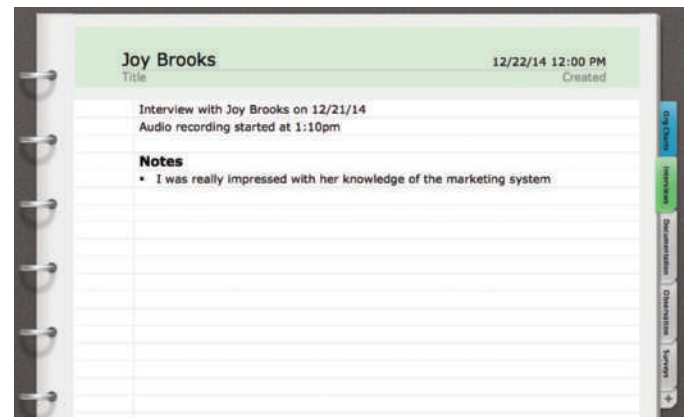 Joy Brooks
12/22/14 12:00 PM
Title
Created
Interview with Joy Brooks on 12/21/14
Audio recording started at 1:10pm
Notes
▪ I was really impressed with her knowledge of the marketing system
Org Charts
Interviews
Documentation
Observation
Surveys
+